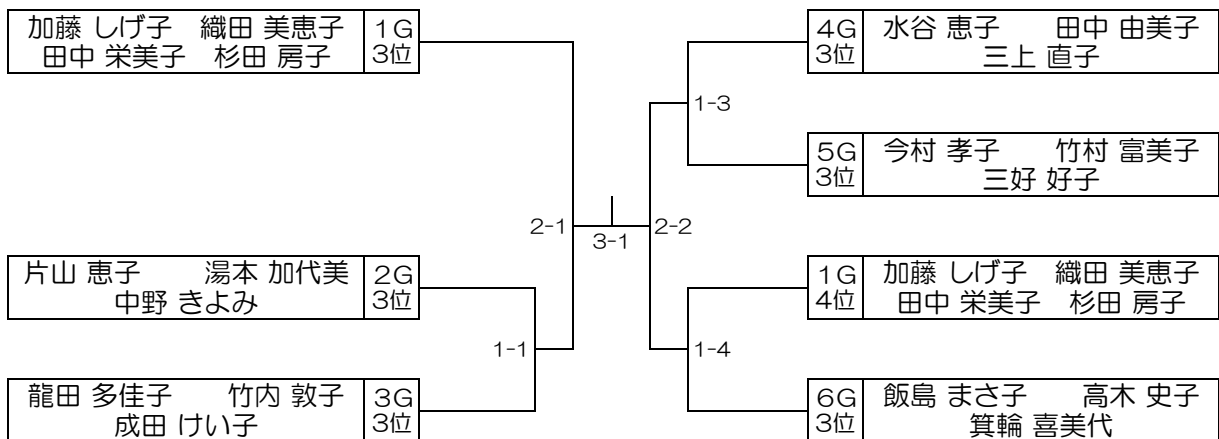 加藤 しげ子 織田 美恵子 1G
田中 栄美子 杉田 房子 3位
4G 水谷 恵子 田中 由美子
3位 三上 直子
1-3
5G 今村 孝子 竹村 富美子
3位 三好 好子
2-1
3-1
2-2
片山 恵子 湯本 加代美 2G
中野 きよみ 3位
1G 加藤 しげ子 織田 美恵子
4位 田中 栄美子 杉田 房子
1-1
1-4
龍田 多佳子 竹内 敦子 3G
成田 けい子 3位
6G 飯島 まさ子 高木 史子
3位 箕輪 喜美代